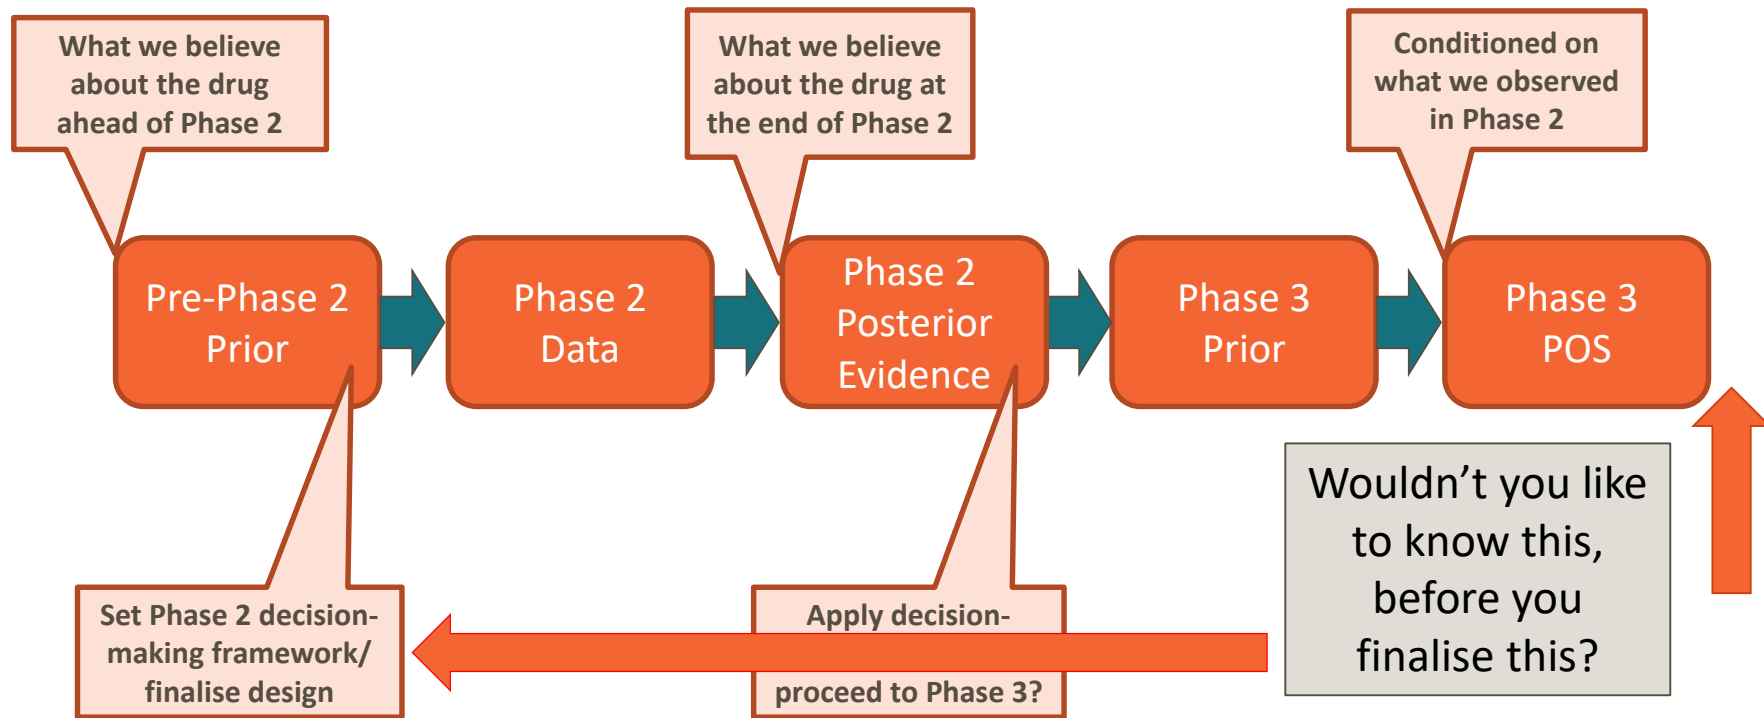 What we believe
about the drug
ahead of Phase 2
What we believe
about the drug at
the end of Phase 2
Conditioned on
what we observed
in Phase 2
Pre-Phase 2
Prior
Phase 2
Data
Phase 2
Posterior
Evidence
Phase 3
Prior
Phase 3
POS
Set Phase 2 decision-
making framework/
finalise design
Apply decision-
proceed to Phase 3?
Wouldn’t you like
to know this,
before you
finalise this?